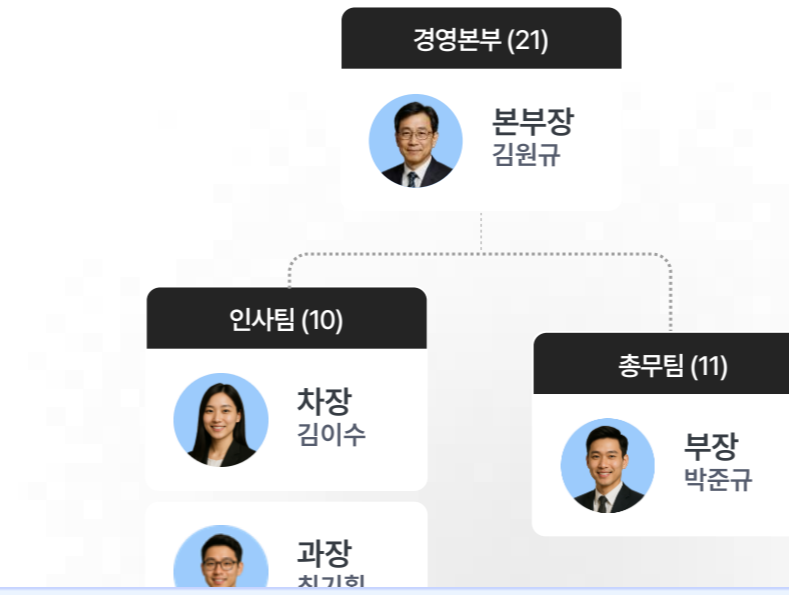 경영본부 (21)
본부장
김원규
인사팀 (10)
차장
김이수
총무팀 (11)
부장
박준규
과장